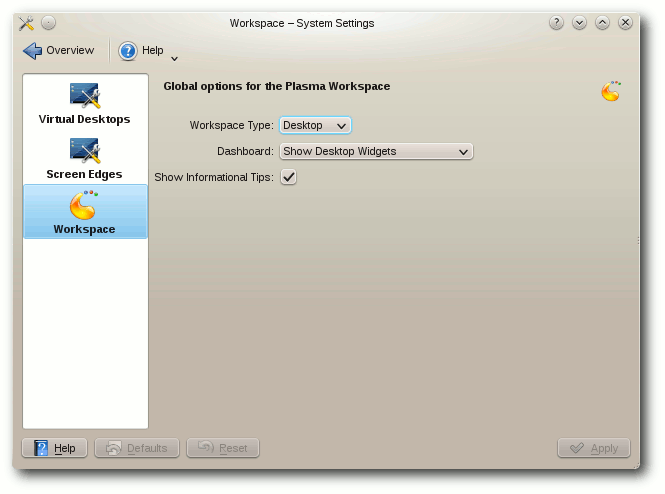 Workspace – System Settings
Overview
Help
Global options for the Plasma Workspace
Virtual Desktops
Screen Edges
Workspace
Workspace Type: Desktop
Dashboard: Show Desktop Widgets
Show Informational Tips:
Help
Defaults
Reset
Apply